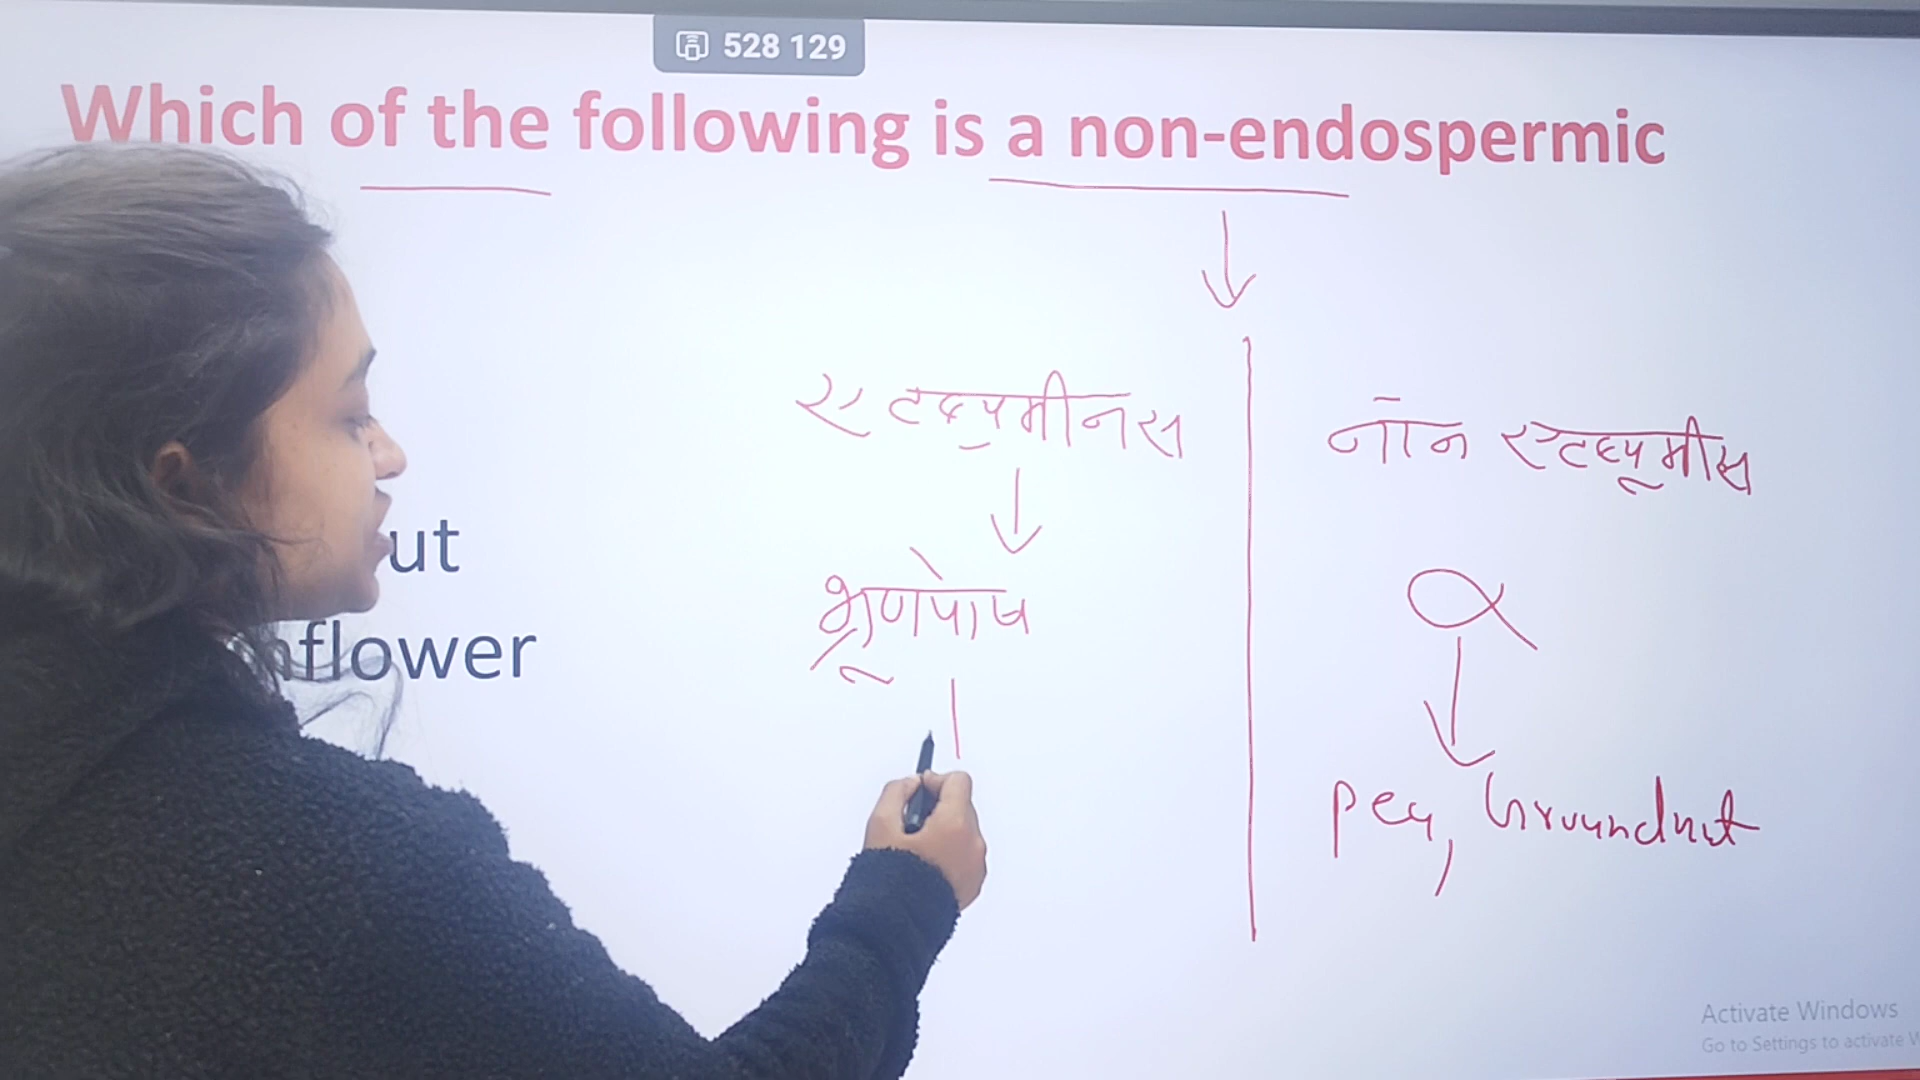 528 129
Which of the following is a non-endospermic
ut
nflower
एल्ब्यूमीनस
नॉन एल्ब्यूमीस
भ्रूणपोष
pea, Groundnut
Activate Windows
Go to Settings to activate W